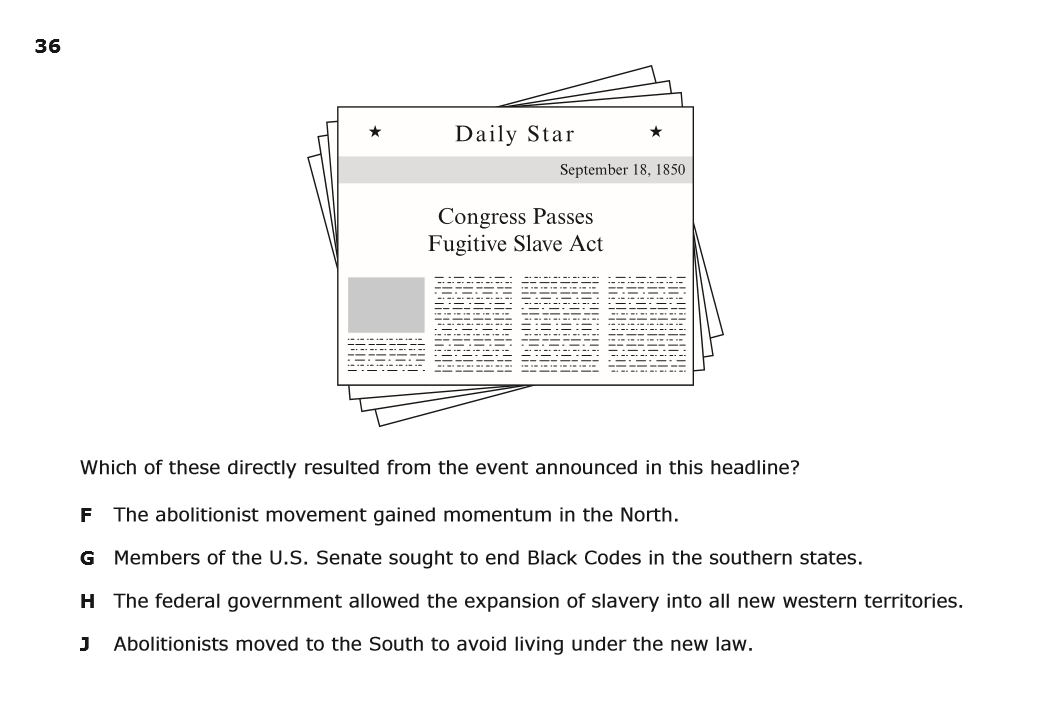 36
★ Daily Star ★
September 18, 1850
Congress Passes
Fugitive Slave Act
Which of these directly resulted from the event announced in this headline?
F The abolitionist movement gained momentum in the North.
G Members of the U.S. Senate sought to end Black Codes in the southern states.
H The federal government allowed the expansion of slavery into all new western territories.
J Abolitionists moved to the South to avoid living under the new law.